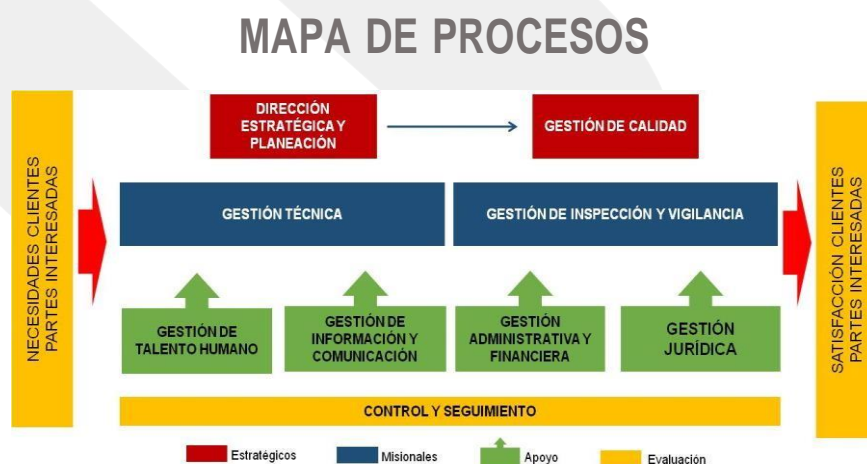 MAPA DE PROCESOS
NECESIDADES CLIENTES
PARTES INTERESADAS
DIRECCIÓN
ESTRATÉGICA Y
PLANEACIÓN
GESTIÓN DE CALIDAD
GESTIÓN TÉCNICA
GESTIÓN DE INSPECCIÓN Y VIGILANCIA
GESTIÓN DE
TALENTO HUMANO
GESTIÓN DE
INFORMACIÓN Y
COMUNICACIÓN
GESTIÓN
ADMINISTRATIVA Y
FINANCIERA
GESTIÓN
JURÍDICA
SATISFACCIÓN CLIENTES
PARTES INTERESADAS
CONTROL Y SEGUIMIENTO
Estratégicos
Misionales
Apoyo
Evaluación